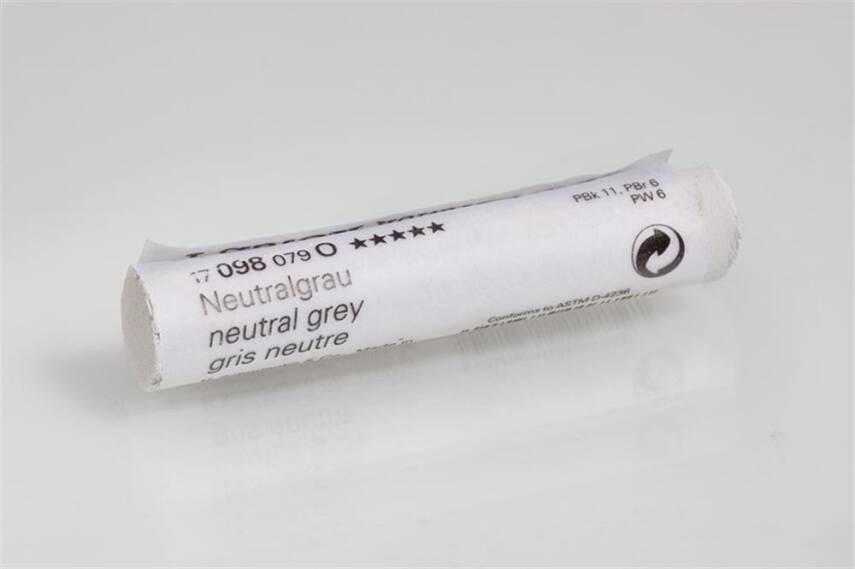 17 098 079 O ★★★★★
Neutralgrau
neutral grey
gris neutre
PBk 11, PBr 6
PW 6
Conforms to ASTM D-4236